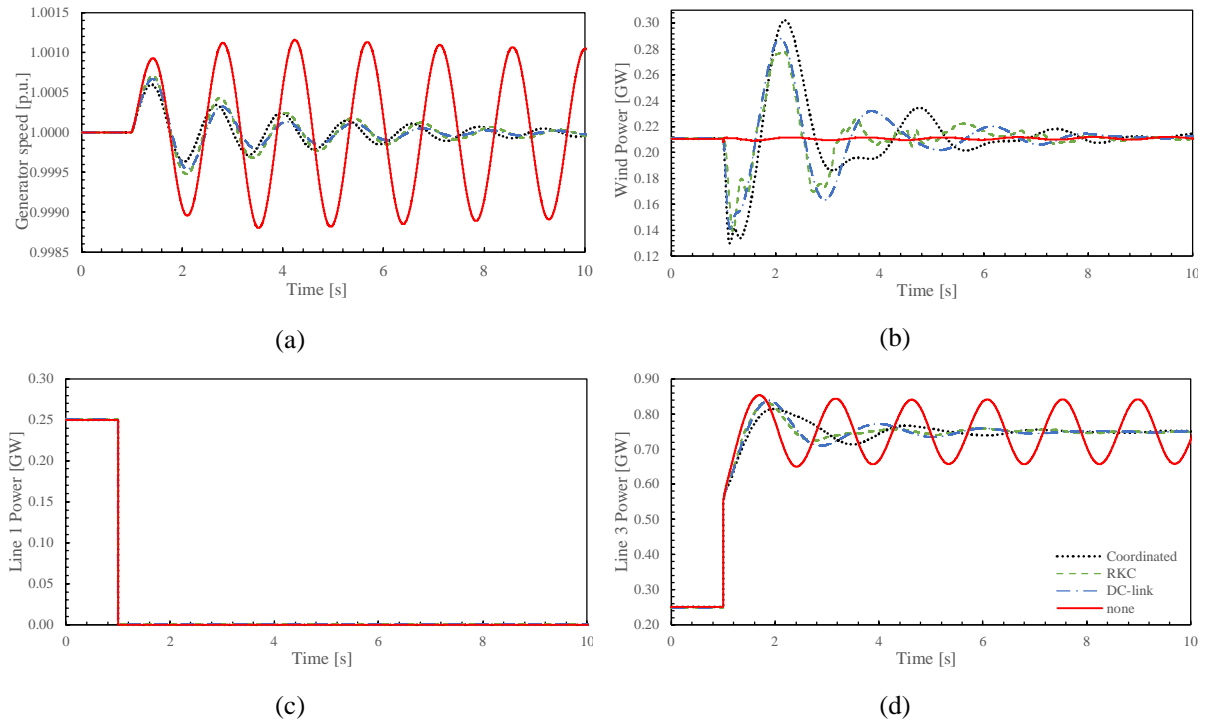 1.0015
1.0010
1.0005
1.0000
0.9995
0.9990
0.9985
Generator speed [p.u.]
0 2 4 6 8 10
Time [s]
(a)
0.30
0.28
0.26
0.24
0.22
0.20
0.18
0.16
0.14
0.12
Wind Power [GW]
0 2 4 6 8 10
Time [s]
(b)
0.30
0.25
0.20
0.15
0.10
0.05
0.00
Line 1 Power [GW]
0 2 4 6 8 10
Time [s]
(c)
0.90
0.80
0.70
0.60
0.50
0.40
0.30
0.20
Line 3 Power [GW]
Coordinated
RKC
DC-link
none
0 2 4 6 8 10
Time [s]
(d)